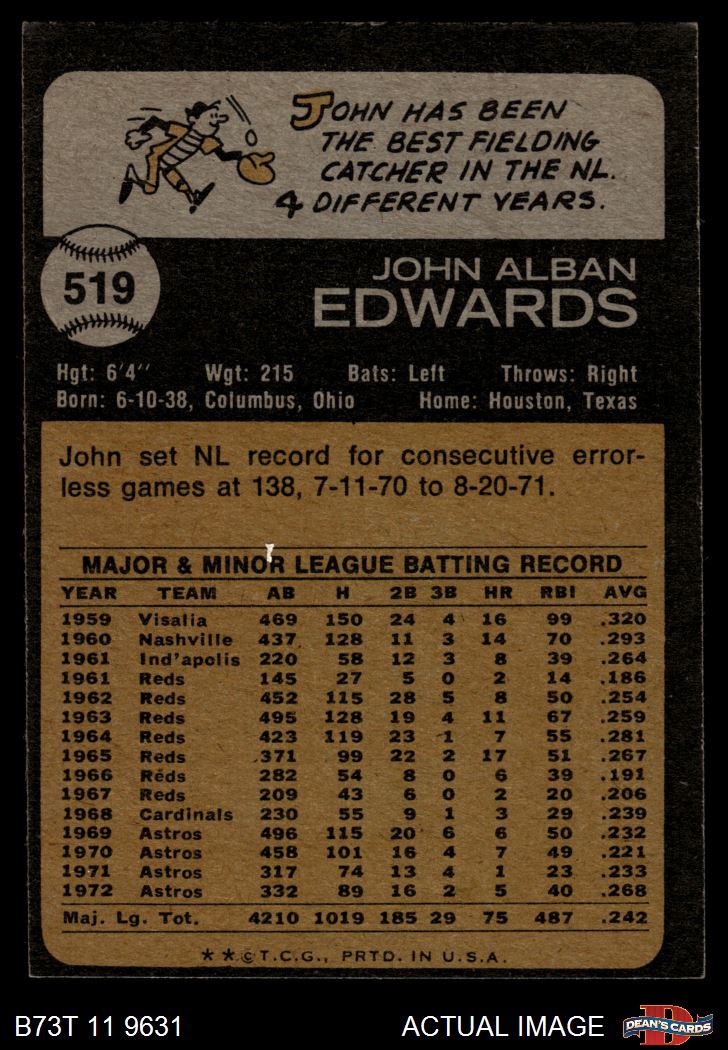 JOHN HAS BEEN
THE BEST FIELDING
CATCHER IN THE NL.
4 DIFFERENT YEARS.
519
JOHN ALBAN
EDWARDS
Hgt: 6'4" Wgt: 215 Bats: Left Throws: Right
Born: 6-10-38, Columbus, Ohio Home: Houston, Texas
John set NL record for consecutive error-
less games at 138, 7-11-70 to 8-20-71.
MAJOR & MINOR LEAGUE BATTING RECORD
YEAR TEAM AB H 2B 3B HR RBI AVG
1959 Visalia 469 150 24 4 16 99 .320
1960 Nashville 437 128 11 3 14 70 .293
1961 Ind'apolis 220 58 12 3 8 39 .264
1961 Reds 145 27 5 0 2 14 .186
1962 Reds 452 115 28 5 8 50 .254
1963 Reds 495 128 19 4 11 67 .259
1964 Reds 423 119 23 1 7 55 .281
1965 Reds 371 99 22 2 17 51 .267
1966 Reds 282 54 8 0 6 39 .191
1967 Reds 209 43 6 0 2 20 .206
1968 Cardinals 230 55 9 1 3 29 .239
1969 Astros 496 115 20 6 6 50 .232
1970 Astros 458 101 16 4 7 49 .221
1971 Astros 317 74 13 4 1 23 .233
1972 Astros 332 89 16 2 5 40 .268
Maj. Lg. Tot. 4210 1019 185 29 75 487 .242
**©T.C.G., PRTD. IN U.S.A.
B73T 11 9631 ACTUAL IMAGE
D
DEAN'S CARDS